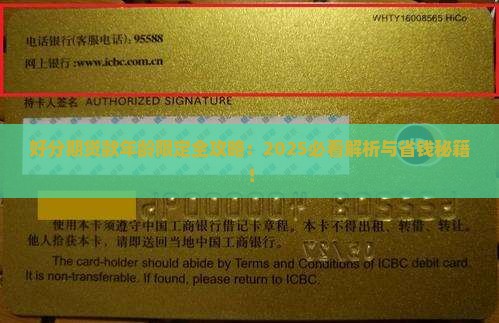 WHTY16008565 HiCo
电话银行(客服电话): 95588
网上银行:www.icbc.com.cn
持卡人签名 AUTHORIZED SIGNATURE
好分期贷款年龄限定全攻略:2025必看解析与省钱秘籍
!
使用本卡须遵守中国工商银行借记卡章程。本卡不得出租、转借、转让。
他人拾获本卡,请即送回当地中国工商银行。
The card-holder should abide by Terms and Conditions of ICBC debit card.
It is non-transferable. If found, please return to ICBC.